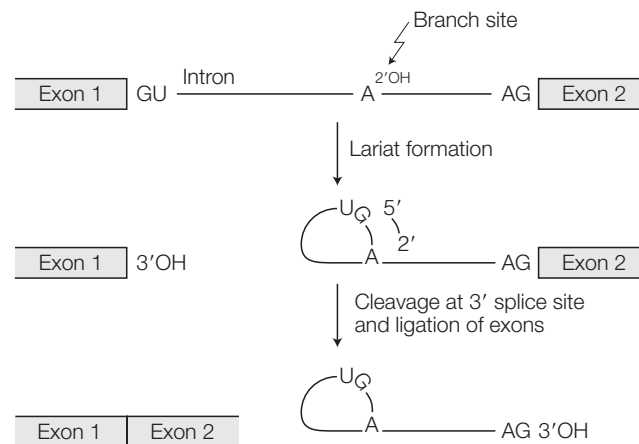 Branch site
Intron
Exon 1 GU A 2′OH AG Exon 2
Lariat formation
UG 5′
2′
Exon 1 3′OH A AG Exon 2
Cleavage at 3′ splice site
and ligation of exons
UG
A
Exon 1 Exon 2 AG 3′OH